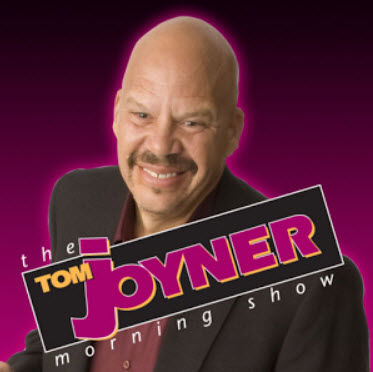 the
TOM
JOYNER
morning show